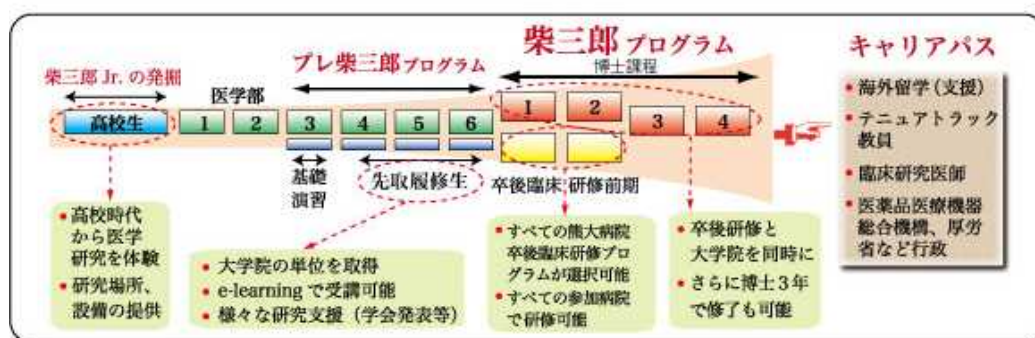 柴三郎 プログラム
キャリアパス
プレ柴三郎 プログラム
博士課程
柴三郎 Jr. の発掘
医学部
高校生
1
2
3
4
5
6
1
2
3
4
基礎
演習
先取履修生
卒後臨床 研修前期
• 高校時代
から医学
研究を体験
• 研究場所、
設備の提供
• 大学院の単位を取得
• e-learning で受講可能
• 様々な研究支援（学会発表等）
• すべての熊大病院
卒後臨床研修プロ
グラムが選択可能
• すべての参加病院
で研修可能
• 卒後研修と
大学院を同時に
• さらに博士３年
で修了も可能
• 海外留学（支援）
• テニュアトラック
教員
• 臨床研究医師
• 医薬品医療機器
総合機構、厚労
省など行政